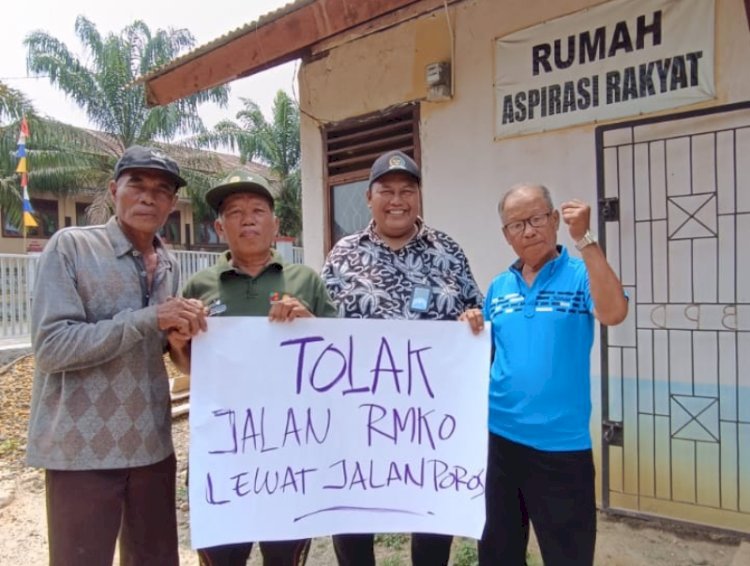 RUMAH
ASPIRASI RAKYAT
TOLAK
JALAN RMKO
LEWAT JALAN POROS